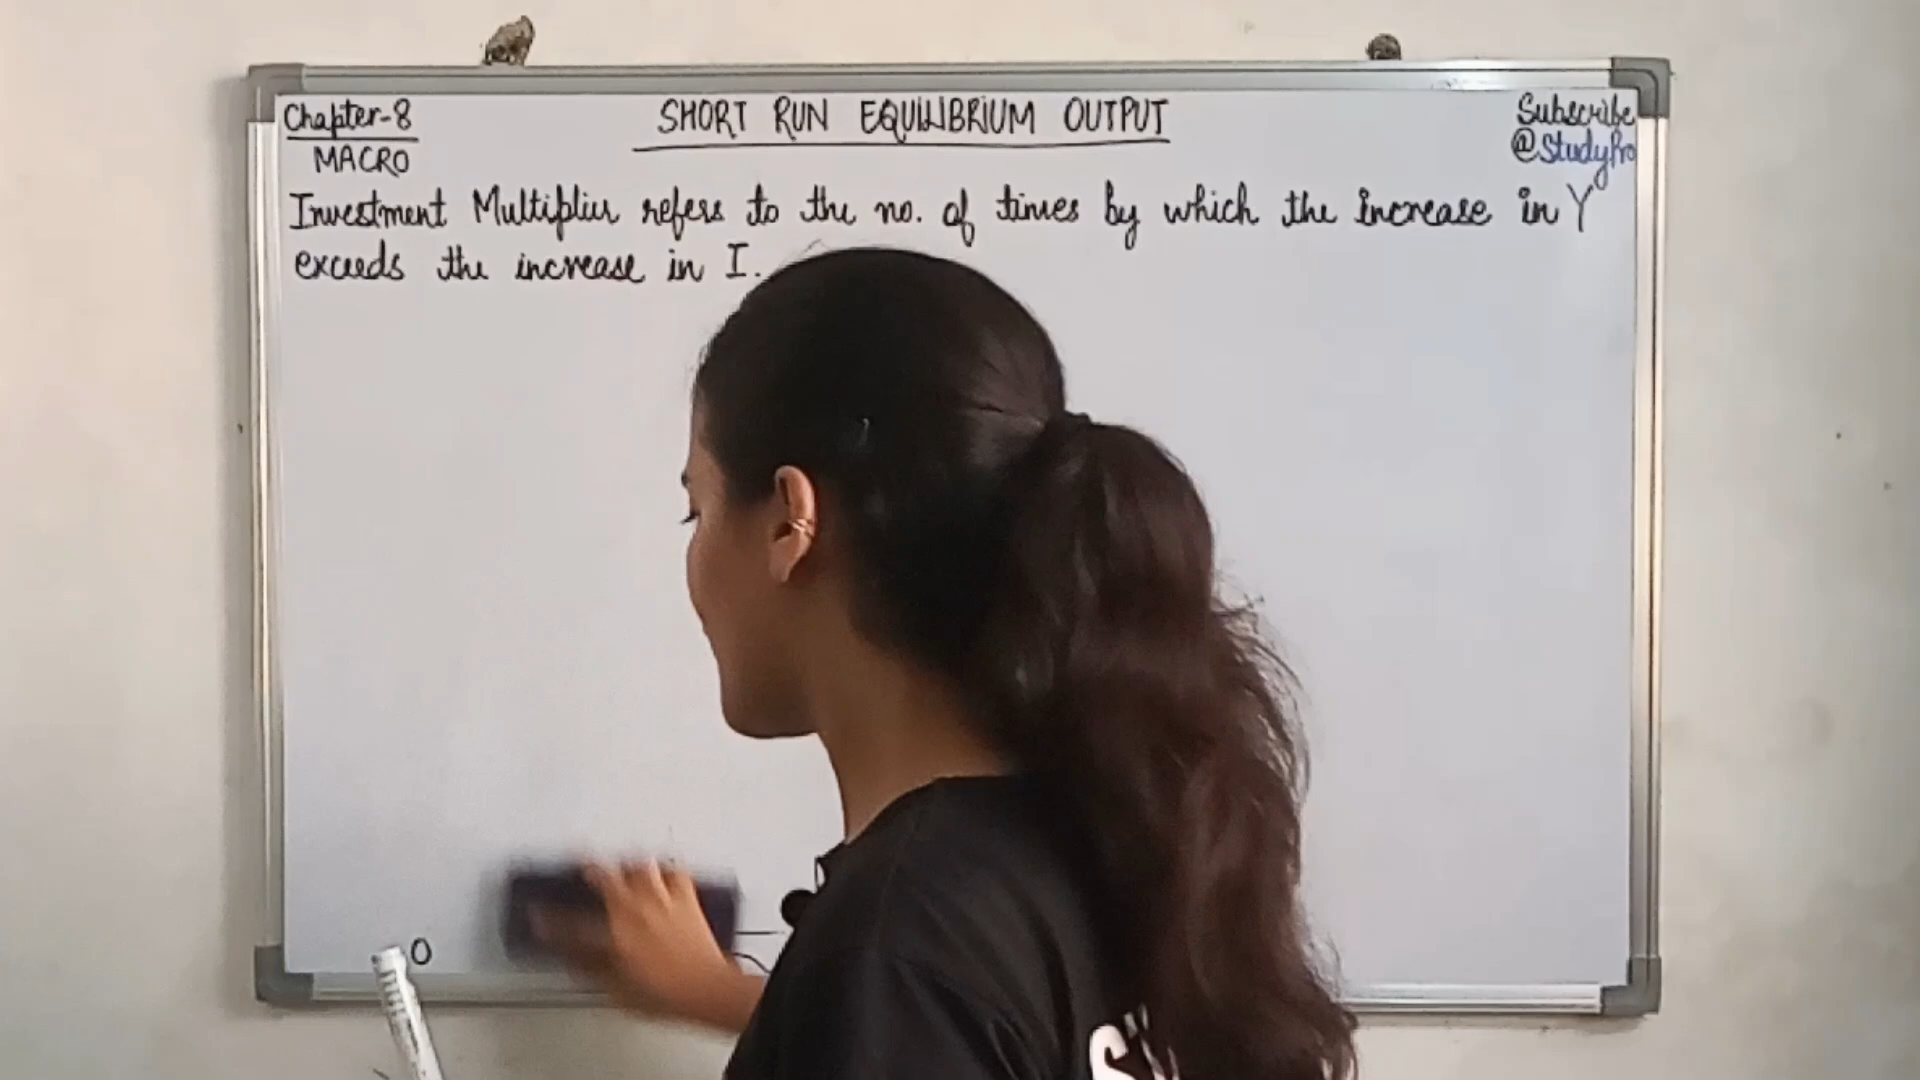 Chapter-8
MACRO
SHORT RUN EQUILIBRIUM OUTPUT
Subscribe
@StudyPro
Investment Multiplier refers to the no. of times by which the increase in Y
exceeds the increase in I.
O